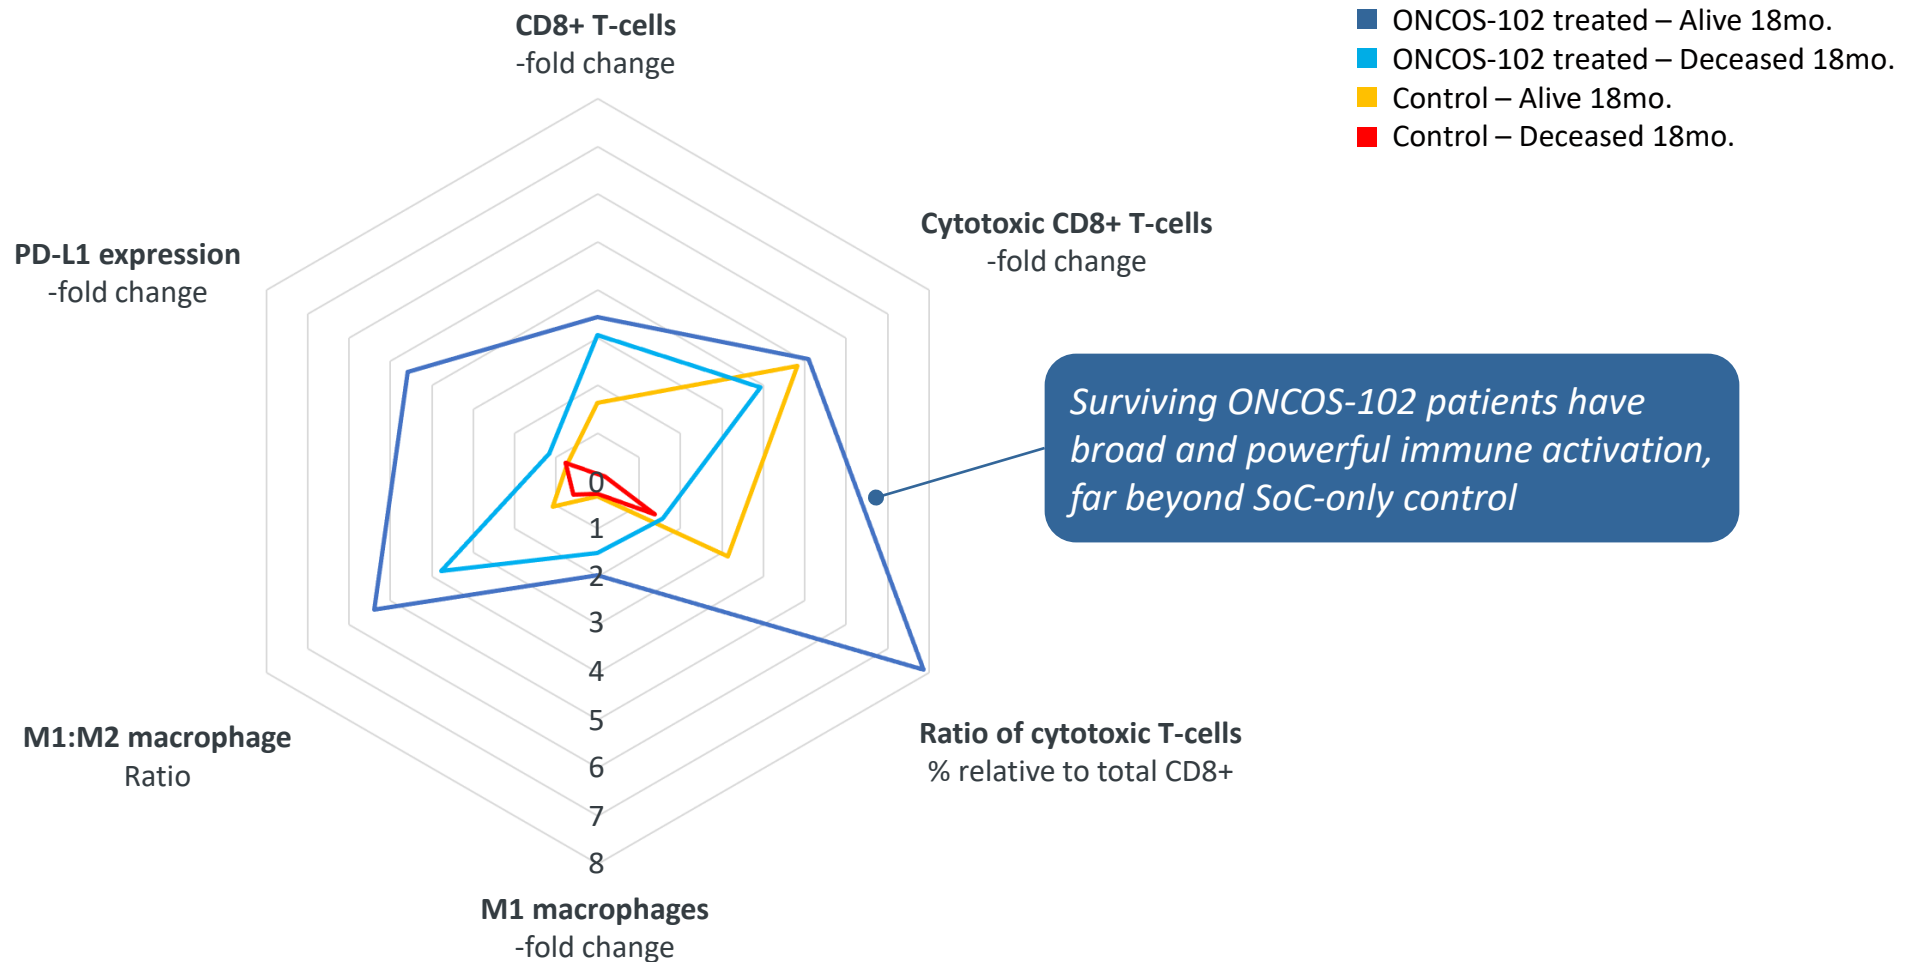 CD8+ T-cells
-fold change
ONCOS-102 treated – Alive 18mo.
ONCOS-102 treated – Deceased 18mo.
Control – Alive 18mo.
Control – Deceased 18mo.
Cytotoxic CD8+ T-cells
-fold change
PD-L1 expression
-fold change
Surviving ONCOS-102 patients have
broad and powerful immune activation,
far beyond SoC-only control
0
1
2
3
4
5
6
7
8
Ratio of cytotoxic T-cells
% relative to total CD8+
M1:M2 macrophage
Ratio
M1 macrophages
-fold change